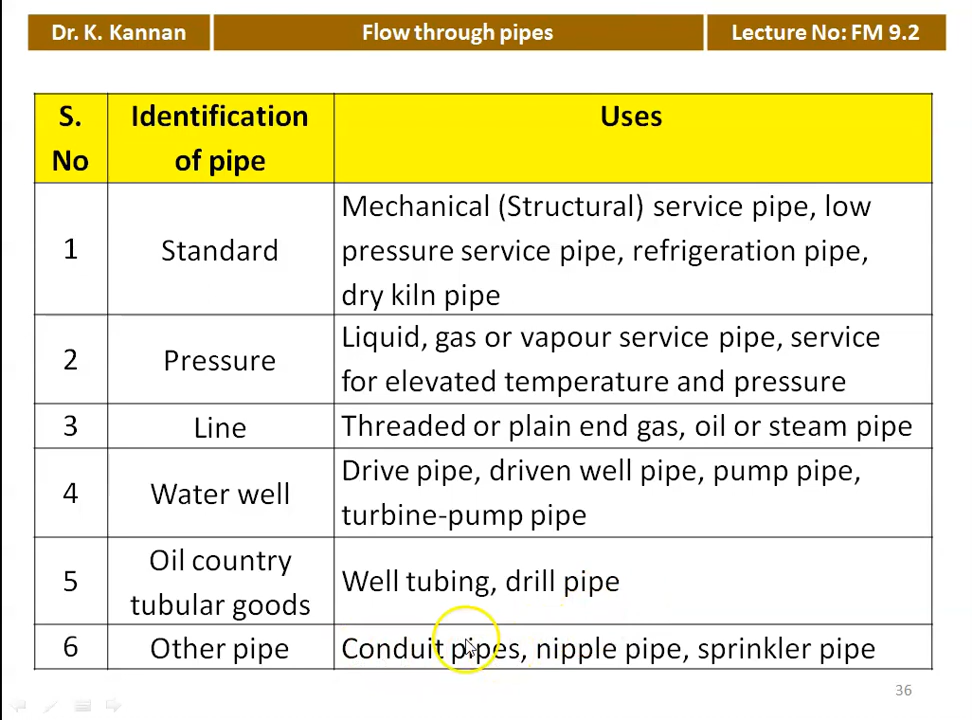 Dr. K. Kannan
Flow through pipes
Lecture No: FM 9.2
S.
No
Identification
of pipe
Uses
1
Standard
Mechanical (Structural) service pipe, low
pressure service pipe, refrigeration pipe,
dry kiln pipe
2
Pressure
Liquid, gas or vapour service pipe, service
for elevated temperature and pressure
3
Line
Threaded or plain end gas, oil or steam pipe
4
Water well
Drive pipe, driven well pipe, pump pipe,
turbine-pump pipe
5
Oil country
tubular goods
Well tubing, drill pipe
6
Other pipe
Conduit pipes, nipple pipe, sprinkler pipe
36